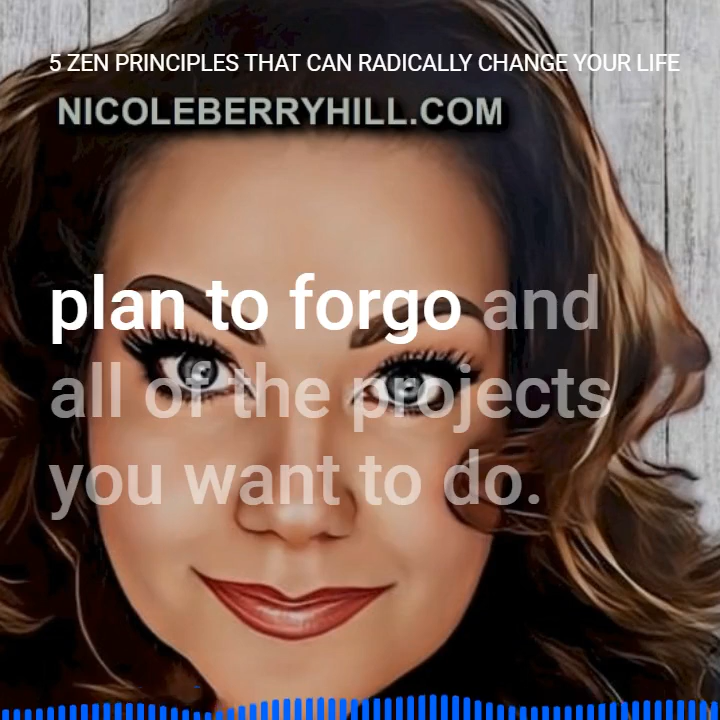 5 ZEN PRINCIPLES THAT CAN RADICALLY CHANGE YOUR LIFE
NICOLEBERRYHILL.COM
plan to forgo and
all of the projects
you want to do.